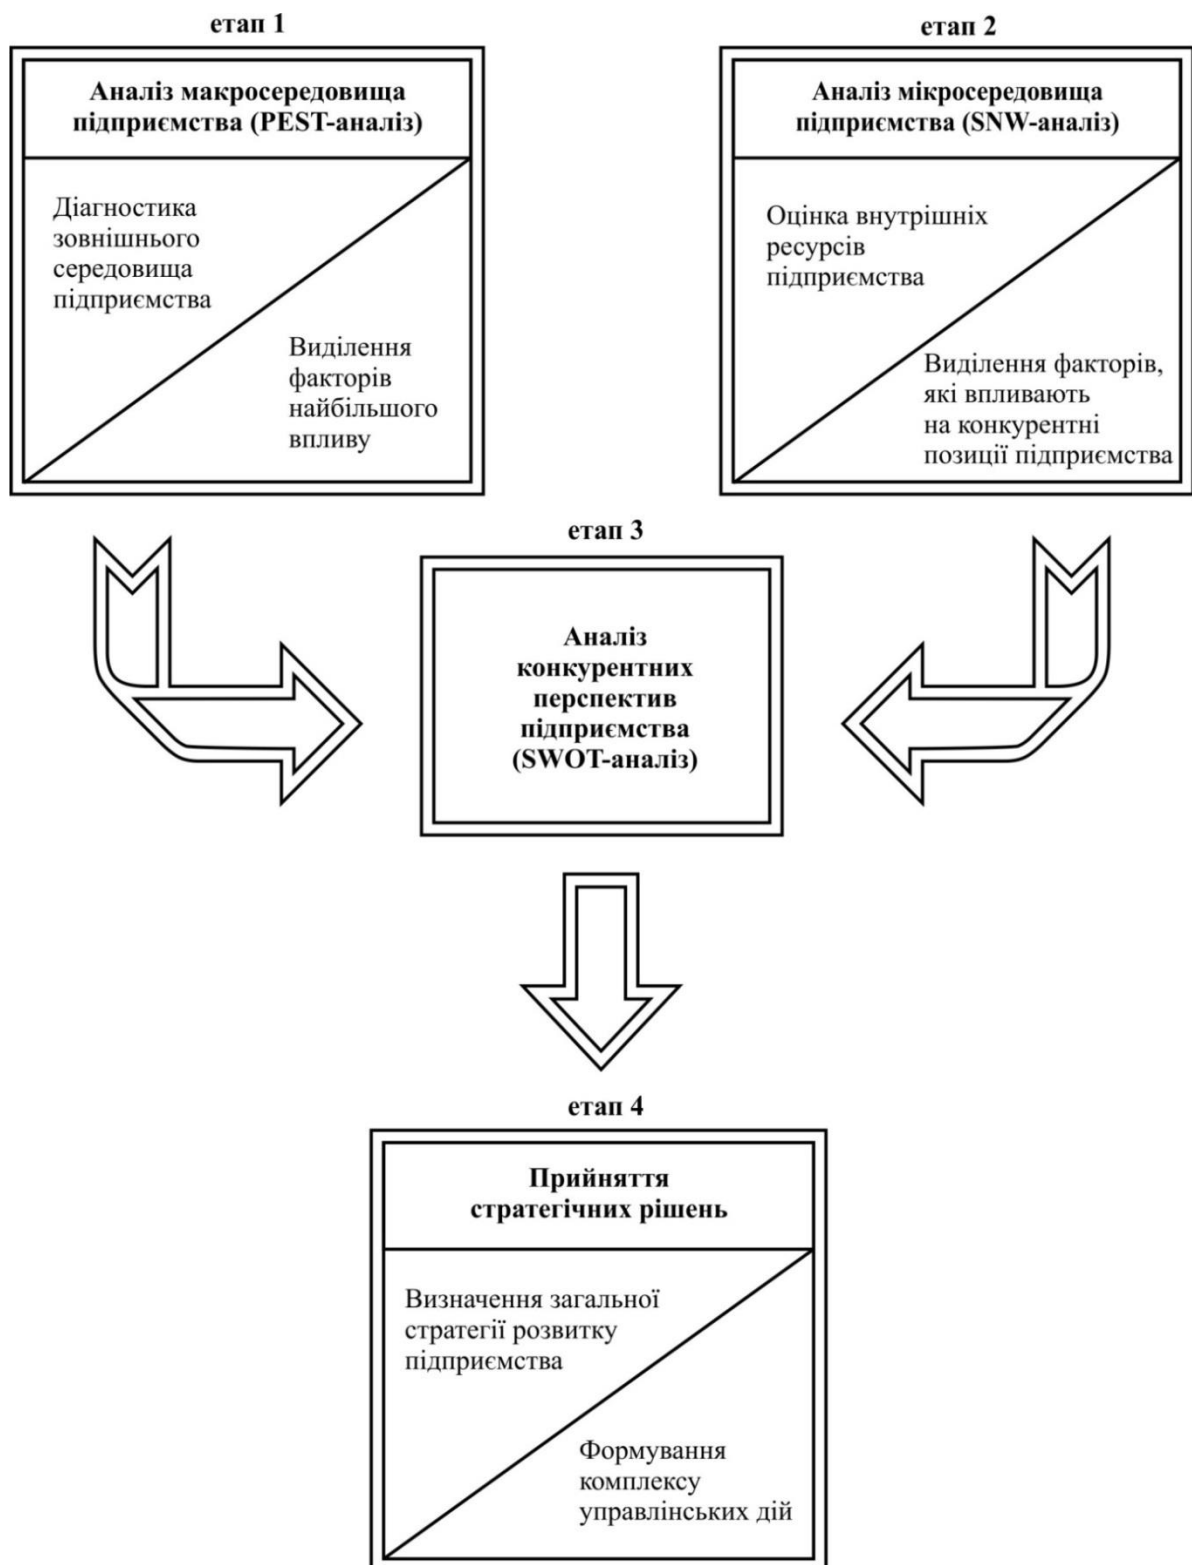 етап 1
Аналіз макросередовища
підприємства (PEST-аналіз)
Діагностика
зовнішнього
середовища
підприємства
Виділення
факторів
найбільшого
впливу
етап 2
Аналіз мікросередовища
підприємства (SNW-аналіз)
Оцінка внутрішніх
ресурсів
підприємства
Виділення факторів,
які впливають
на конкурентні
позиції підприємства
етап 3
Аналіз
конкурентних
перспектив
підприємства
(SWOT-аналіз)
етап 4
Прийняття
стратегічних рішень
Визначення загальної
стратегії розвитку
підприємства
Формування
комплексу
управлінських дій